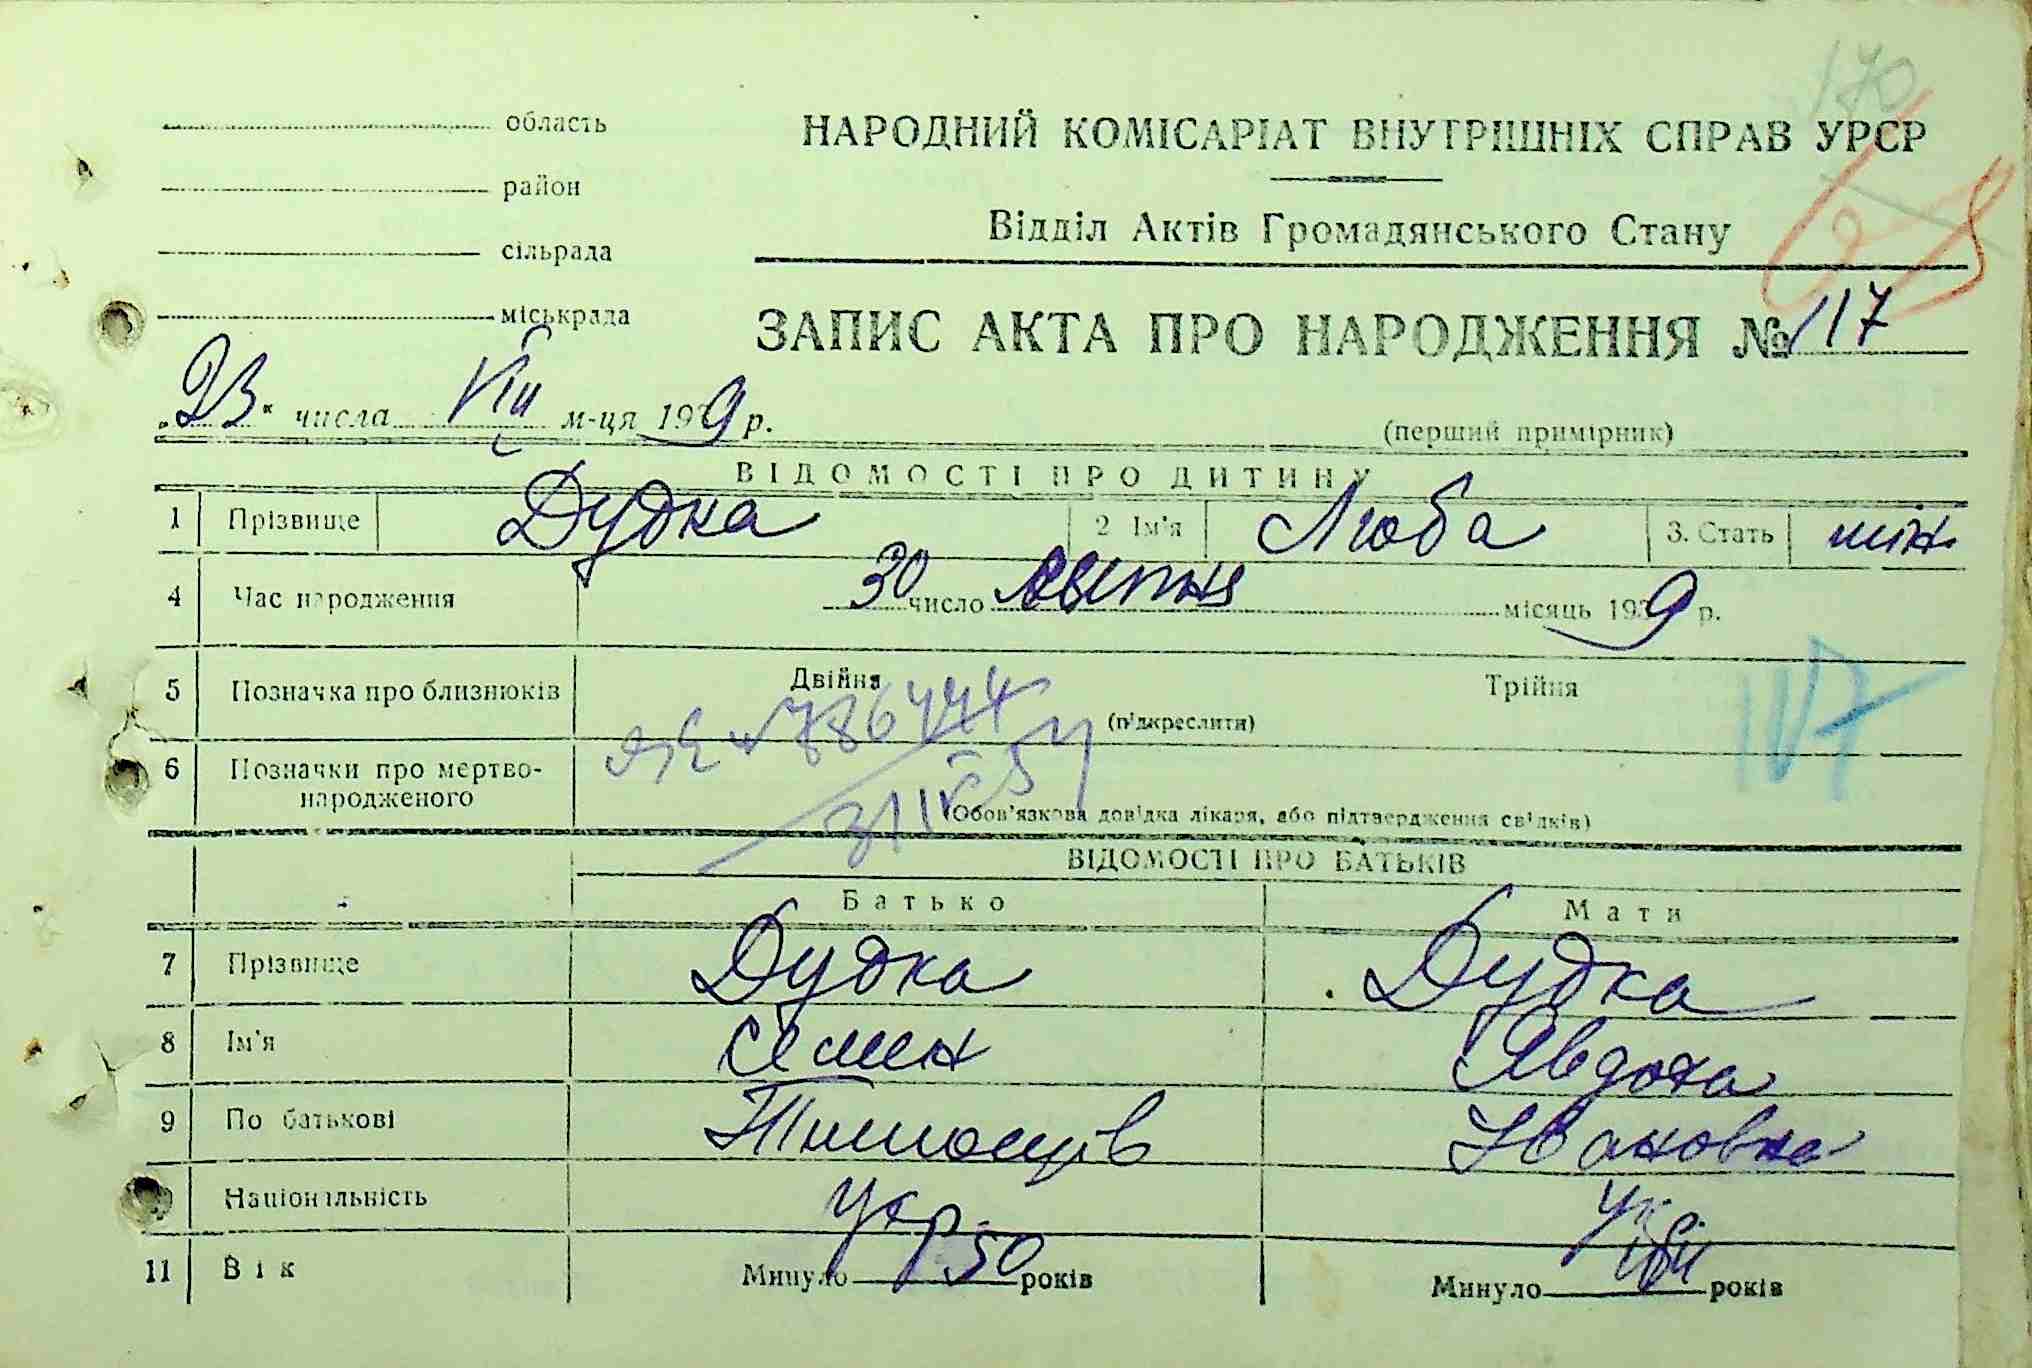 170
область
НАРОДНИЙ КОМІСАРІАТ ВНУТРІШНІХ СПРАВ УРСР
район
Відділ Актів Громадянського Стану
сільрада
міськрада
ЗАПИС АКТА ПРО НАРОДЖЕННЯ № 117
„23“ числа VIII м-ця 1939 р.
(перший примірник)
ВІДОМОСТІ ПРО ДИТИНУ
1 Прізвище Дудка 2 Ім'я Люба 3. Стать жін.
4 Час народження 30 число квітня місяць 1939 р.
5 Позначка про близнюків Двійня Трійня
(підкреслити)
117
6 Позначки про мертво-
народженого
(Обов'язкова довідка лікаря, або підтвердження свідків)
ВІДОМОСТІ ПРО БАТЬКІВ
Батько Мати
7 Прізвище Дудка Дудка
8 Ім'я Семен Явдоха
9 По батькові Тимошів Івановна
Національність Укр. Укр.
11 Вік Минуло 50 років Минуло років